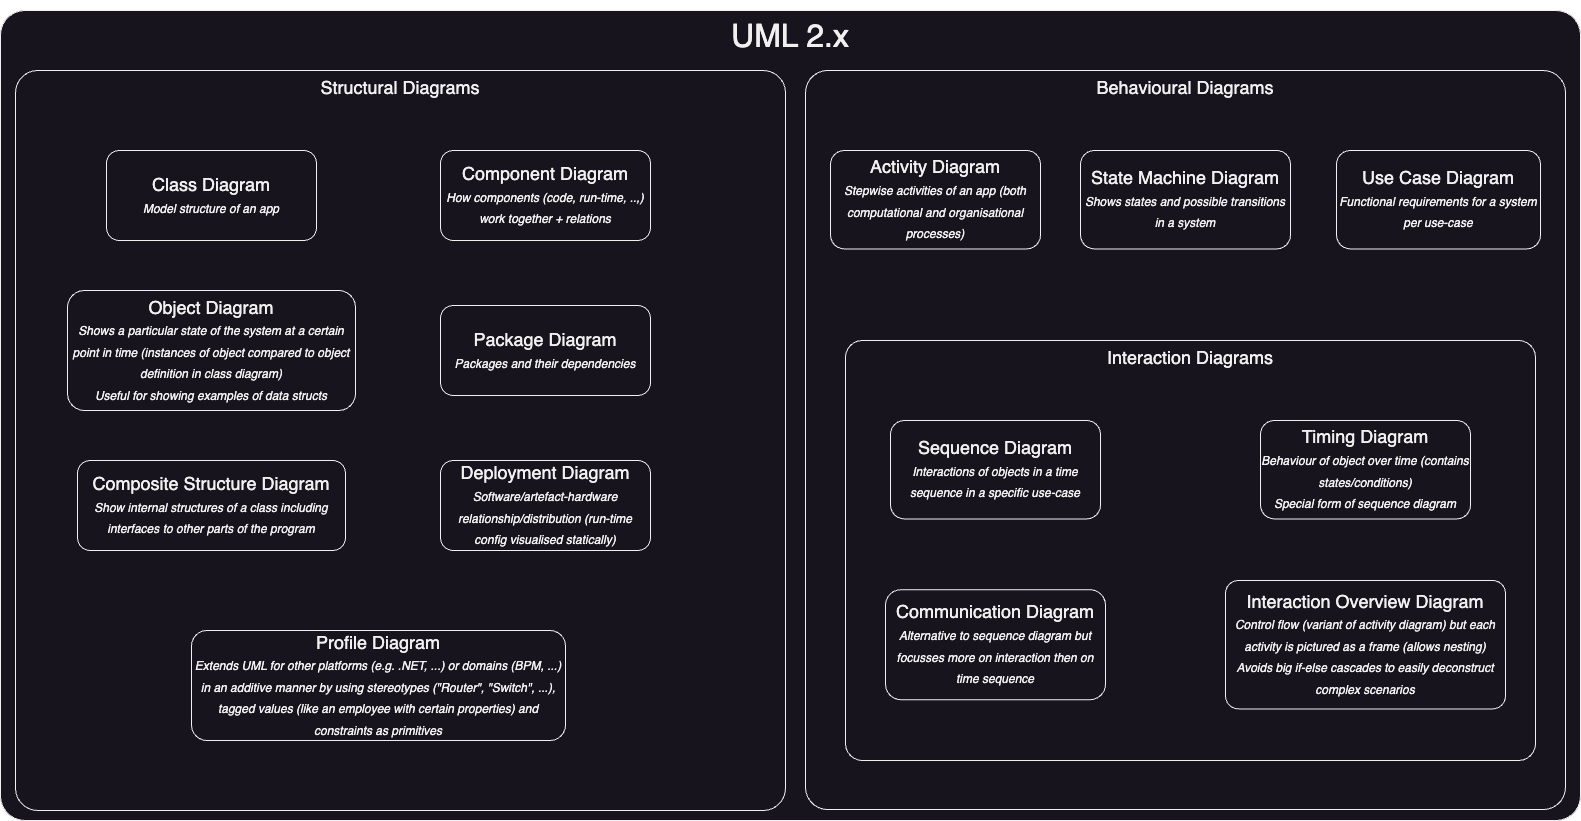 UML 2.x
Structural Diagrams
Class Diagram
Model structure of an app
Component Diagram
How components (code, run-time, ..,)
work together + relations
Object Diagram
Shows a particular state of the system at a certain
point in time (instances of object compared to object
definition in class diagram)
Useful for showing examples of data structs
Package Diagram
Packages and their dependencies
Composite Structure Diagram
Show internal structures of a class including
interfaces to other parts of the program
Deployment Diagram
Software/artefact-hardware
relationship/distribution (run-time
config visualised statically)
Profile Diagram
Extends UML for other platforms (e.g. .NET, ...) or domains (BPM, ...)
in an additive manner by using stereotypes ("Router", "Switch", ...),
tagged values (like an employee with certain properties) and
constraints as primitives
Behavioural Diagrams
Activity Diagram
Stepwise activities of an app (both
computational and organisational
processes)
State Machine Diagram
Shows states and possible transitions
in a system
Use Case Diagram
Functional requirements for a system
per use-case
Interaction Diagrams
Sequence Diagram
Interactions of objects in a time
sequence in a specific use-case
Timing Diagram
Behaviour of object over time (contains
states/conditions)
Special form of sequence diagram
Communication Diagram
Alternative to sequence diagram but
focusses more on interaction then on
time sequence
Interaction Overview Diagram
Control flow (variant of activity diagram) but each
activity is pictured as a frame (allows nesting)
Avoids big if-else cascades to easily deconstruct
complex scenarios